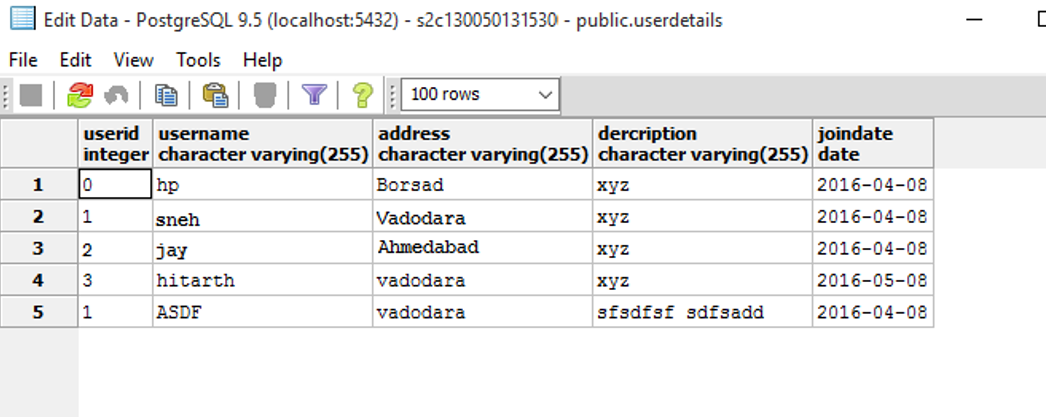 Edit Data - PostgreSQL 9.5 (localhost:5432) - s2c130050131530 - public.userdetails
File Edit View Tools Help
100 rows
userid username address dercription joindate
integer character varying(255) character varying(255) character varying(255) date
1 0 hp Borsad xyz 2016-04-08
2 1 sneh Vadodara xyz 2016-04-08
3 2 jay Ahmedabad xyz 2016-04-08
4 3 hitarth vadodara xyz 2016-05-08
5 1 ASDF vadodara sfsdfsf sdfsadd 2016-04-08